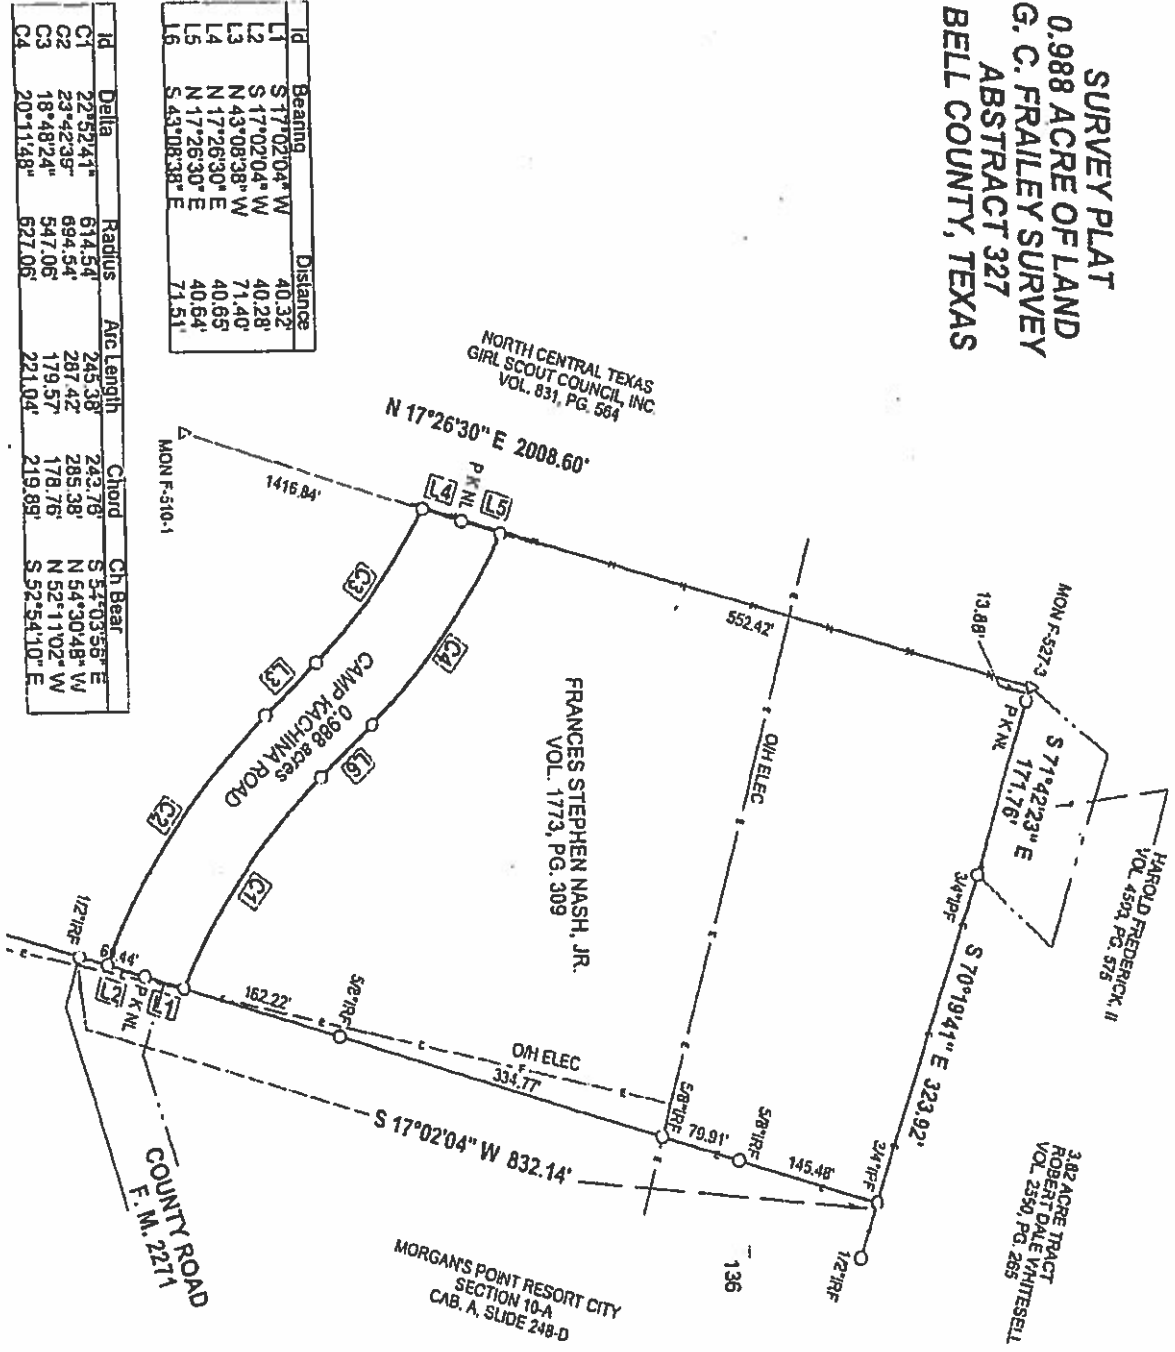 SURVEY PLAT
0.988 ACRE OF LAND
G. C. FRAILEY SURVEY
ABSTRACT 327
BELL COUNTY, TEXAS
HAROLD FREDERICK, II
VOL. 4593, PG. 575
3.82 ACRE TRACT
ROBERT DALE WHITESELL
VOL. 2550, PG. 265
MON F-527-3
13.88'
P K NL
S 71°42'23" E
171.76'
3/4"IPF
S 70°19'41" E 323.92'
3/4"IPF
1/2"IRF
NORTH CENTRAL TEXAS
GIRL SCOUT COUNCIL, INC.
VOL. 831, PG. 564
N 17°26'30" E 2008.60'
552.42'
O/H ELEC
145.48'
5/8"IRF
79.91'
5/8"IRF
136
FRANCES STEPHEN NASH, JR.
VOL. 1773, PG. 309
O/H ELEC
334.77'
5/8"IRF
162.22'
S 17°02'04" W 832.14'
MORGAN'S POINT RESORT CITY
SECTION 10-A
CAB. A, SLIDE 248-D
L5
P K NL
L4
1416.84'
MON F-510-1
C4
C3
L6
L3
CAMP KACHINA ROAD
0.988 acres
C1
C2
L1
P K NL
L2
1/2"IRF
COUNTY ROAD
F. M. 2271
Id Bearing Distance
L1 S 17°02'04" W 40.32'
L2 S 17°02'04" W 40.28'
L3 N 43°08'38" W 71.40'
L4 N 17°26'30" E 40.65'
L5 N 17°26'30" E 40.64'
L6 S 43°08'38" E 71.51'
Id Delta Radius Arc Length Chord Ch Bear
C1 22°52'41" 614.54' 245.38' 243.76' S 54°03'56" E
C2 23°42'39" 694.54' 287.42' 285.38' N 54°30'48" W
C3 18°48'24" 547.06' 179.57' 178.76' N 52°11'02" W
C4 20°11'48" 627.06' 221.04' 219.89' S 52°54'10" E